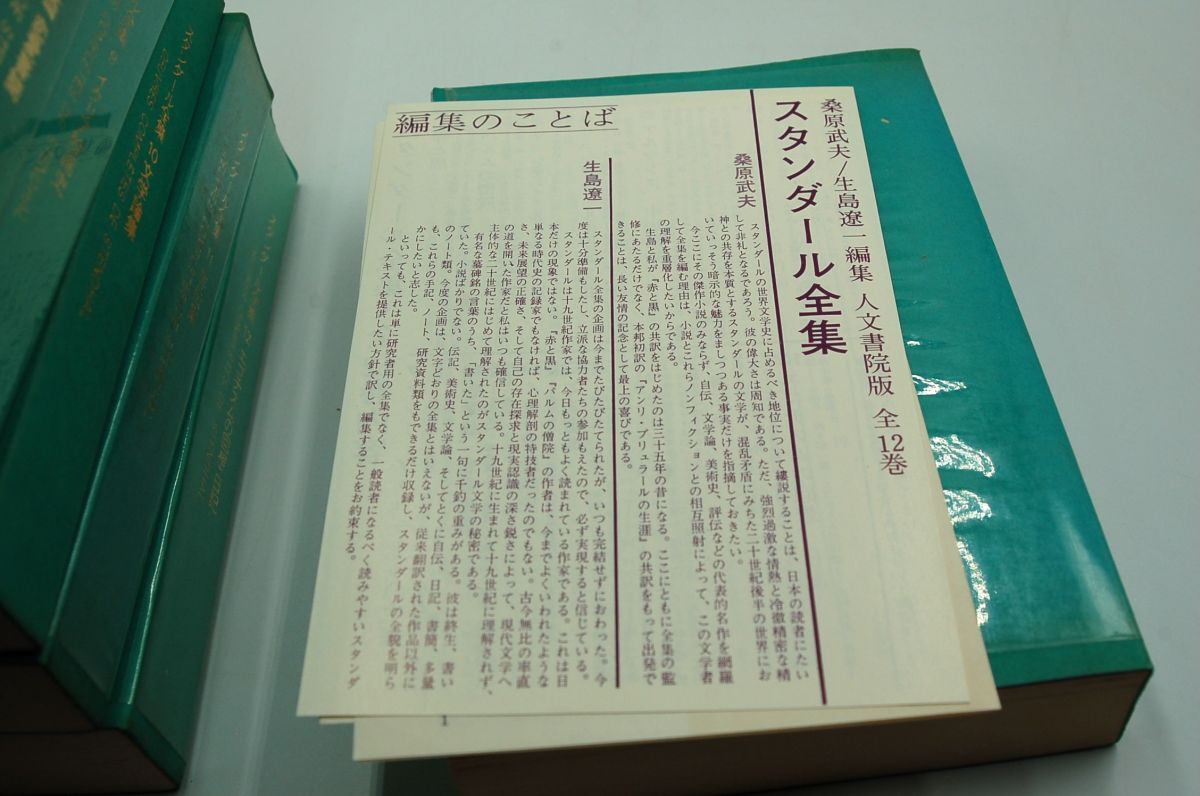 桑原武夫/生島遼一編集 人文書院版 全12巻
スタンダール全集
編集のことば
桑原武夫
スタンダールの世界文学史に占めるべき地位について縷説することは、日本の読者にたい
して非礼となるであろう。彼の偉大さは周知である。ただ、強烈過激な情熱と冷徹精密な精
神との共存を本質とするスタンダールの文学が、混乱矛盾にみちた二十世紀後半の世界にお
いていっそう暗示的な魅力をましつつある事実だけを指摘しておきたい。
今ここにその傑作小説のみならず、自伝、文学論、美術史、評伝などの代表的名作を網羅
して全集を編む理由は、小説とこれらノンフィクションとの相互照射によって、この文学者
の理解を重層化したいからである。
生島と私が『赤と黒』の共訳をはじめたのは三十五年の昔になる。ここにともに全集の監
修にあたるだけでなく、本邦初訳の『アンリ・ブリュラールの生涯』の共訳をもって出発で
きることは、長い友情の記念として最上の喜びである。
生島遼一
スタンダール全集の企画は今までたびたびたてられたが、いつも完結せずにおわった。今
度は十分準備もしたし、立派な協力者たちの参加もえたので、必ず実現すると信じている。
スタンダールは十九世紀作家では、今日もっともよく読まれている作家である。これは日
本だけの現象ではない。『赤と黒』『パルムの僧院』の作者は、今までよくいわれたような
単なる時代史の記録家でもなければ、心理解剖の特技者だったのでもない。古今無比の率直
さ、未来展望の正確さ、そして自己の存在探求と現実認識の深さ鋭さによって、現代文学へ
の道を開いた作家だと私はいつも確信している。十九世紀に生まれて十九世紀に理解されず、
主体的な二十世紀にはじめて理解されたのがスタンダール文学の秘密である。
有名な墓碑銘の言葉のうち、「書いた」という一句に千鈞の重みがある。彼は終生、書い
ていた。小説ばかりでない。伝記、美術史、文学論、そしてとくに自伝、日記、書簡、多量
のノート類。今度の企画は、文字どおりの全集とはいえないが、従来翻訳された作品以外に
も、これらの手記、ノート、研究資料類をもできるだけ収録し、スタンダールの全貌を明ら
かにしたいと志した。
といっても、これは単に研究者用の全集でなく、一般読者になるべく読みやすいスタンダ
ール・テキストを提供したい方針で訳し、編集することをお約束する。
1
スタンダール全集 10 文学論集